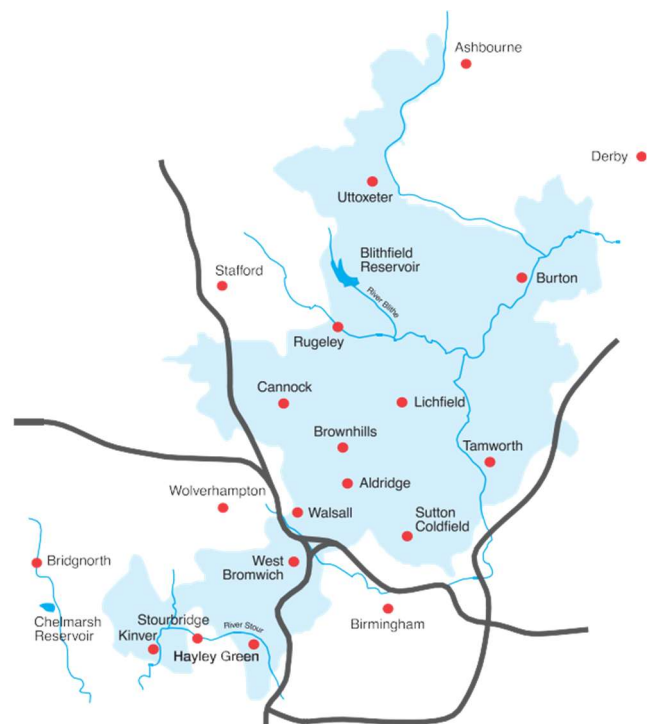 Ashbourne
Derby
Uttoxeter
Blithfield
Reservoir
Stafford
Burton
River Blithe
Rugeley
Cannock
Lichfield
Brownhills
Tamworth
Aldridge
Wolverhampton
Walsall
Sutton
Coldfield
Bridgnorth
West
Bromwich
Chelmarsh
Reservoir
Stourbridge
Kinver
River Stour
Hayley Green
Birmingham